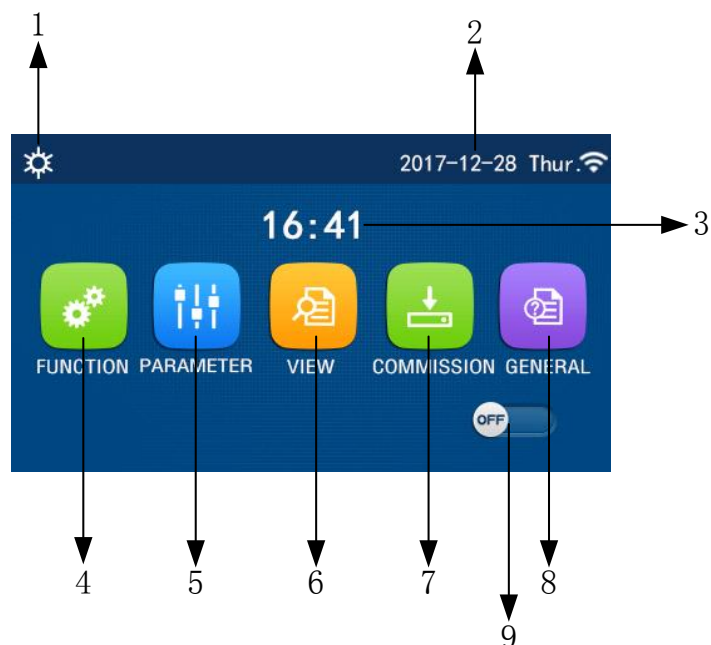 1 2
2017-12-28 Thur.
16:41 3
FUNCTION PARAMETER VIEW COMMISSION GENERAL
OFF
4 5 6 7 8
9